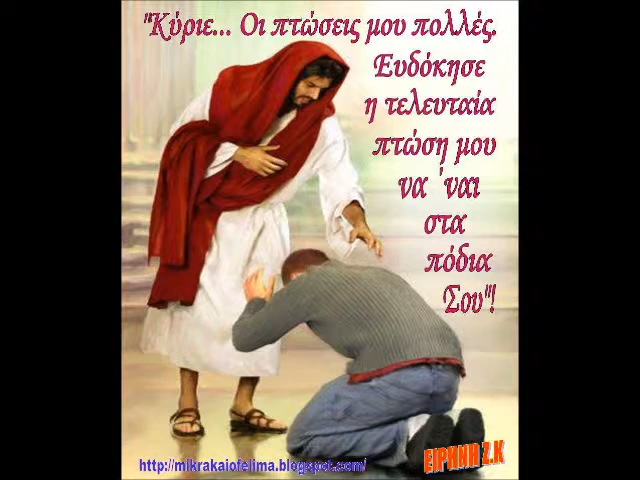 "Κύριε... Οι πτώσεις μου πολλές.
Ευδόκησε
η τελευταία
πτώση μου
να 'ναι
στα
πόδια
Σου"!
http://mikrakaiofelima.blogspot.com/
ΕΙΡΗΝΗ Ζ.Κ